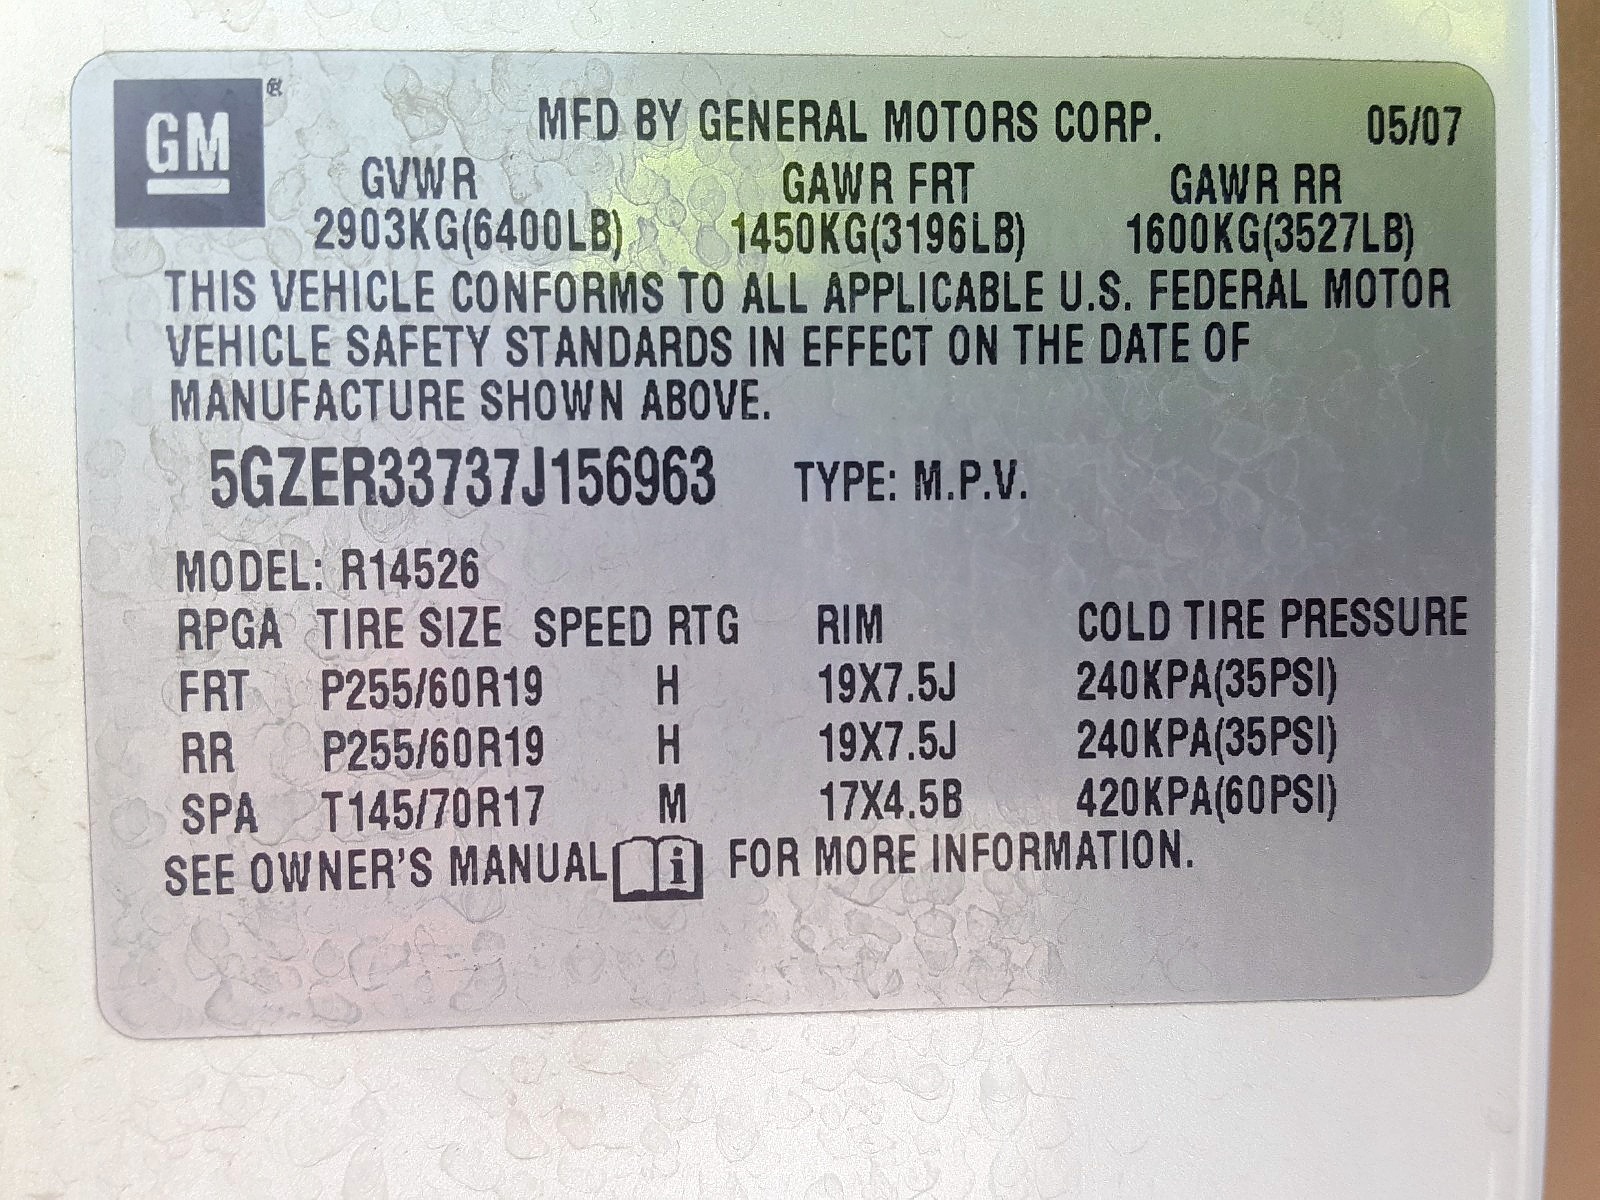 GM
MFD BY GENERAL MOTORS CORP. 05/07
GVWR GAWR FRT GAWR RR
2903KG(6400LB) 1450KG(3196LB) 1600KG(3527LB)
THIS VEHICLE CONFORMS TO ALL APPLICABLE U.S. FEDERAL MOTOR
VEHICLE SAFETY STANDARDS IN EFFECT ON THE DATE OF
MANUFACTURE SHOWN ABOVE.
5GZER33737J156963 TYPE: M.P.V.
MODEL: R14526
RPGA TIRE SIZE SPEED RTG RIM COLD TIRE PRESSURE
FRT P255/60R19 H 19X7.5J 240KPA(35PSI)
RR P255/60R19 H 19X7.5J 240KPA(35PSI)
SPA T145/70R17 M 17X4.5B 420KPA(60PSI)
SEE OWNER'S MANUAL i FOR MORE INFORMATION.